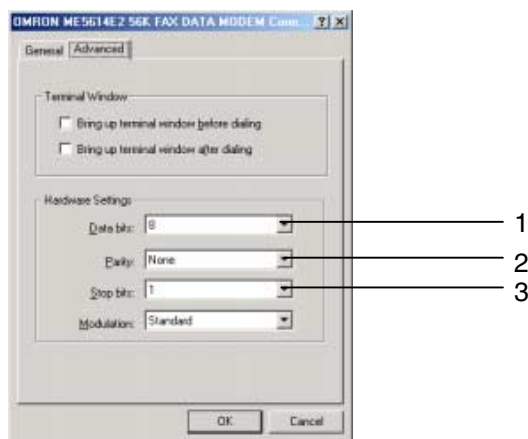 OMRON ME5614E2 56K FAX DATA MODEM Conn...
General Advanced
Terminal Window
Bring up terminal window before dialing
Bring up terminal window after dialing
Hardware Settings
Data bits: 8 1
Parity: None 2
Stop bits: 1 3
Modulation: Standard
OK Cancel